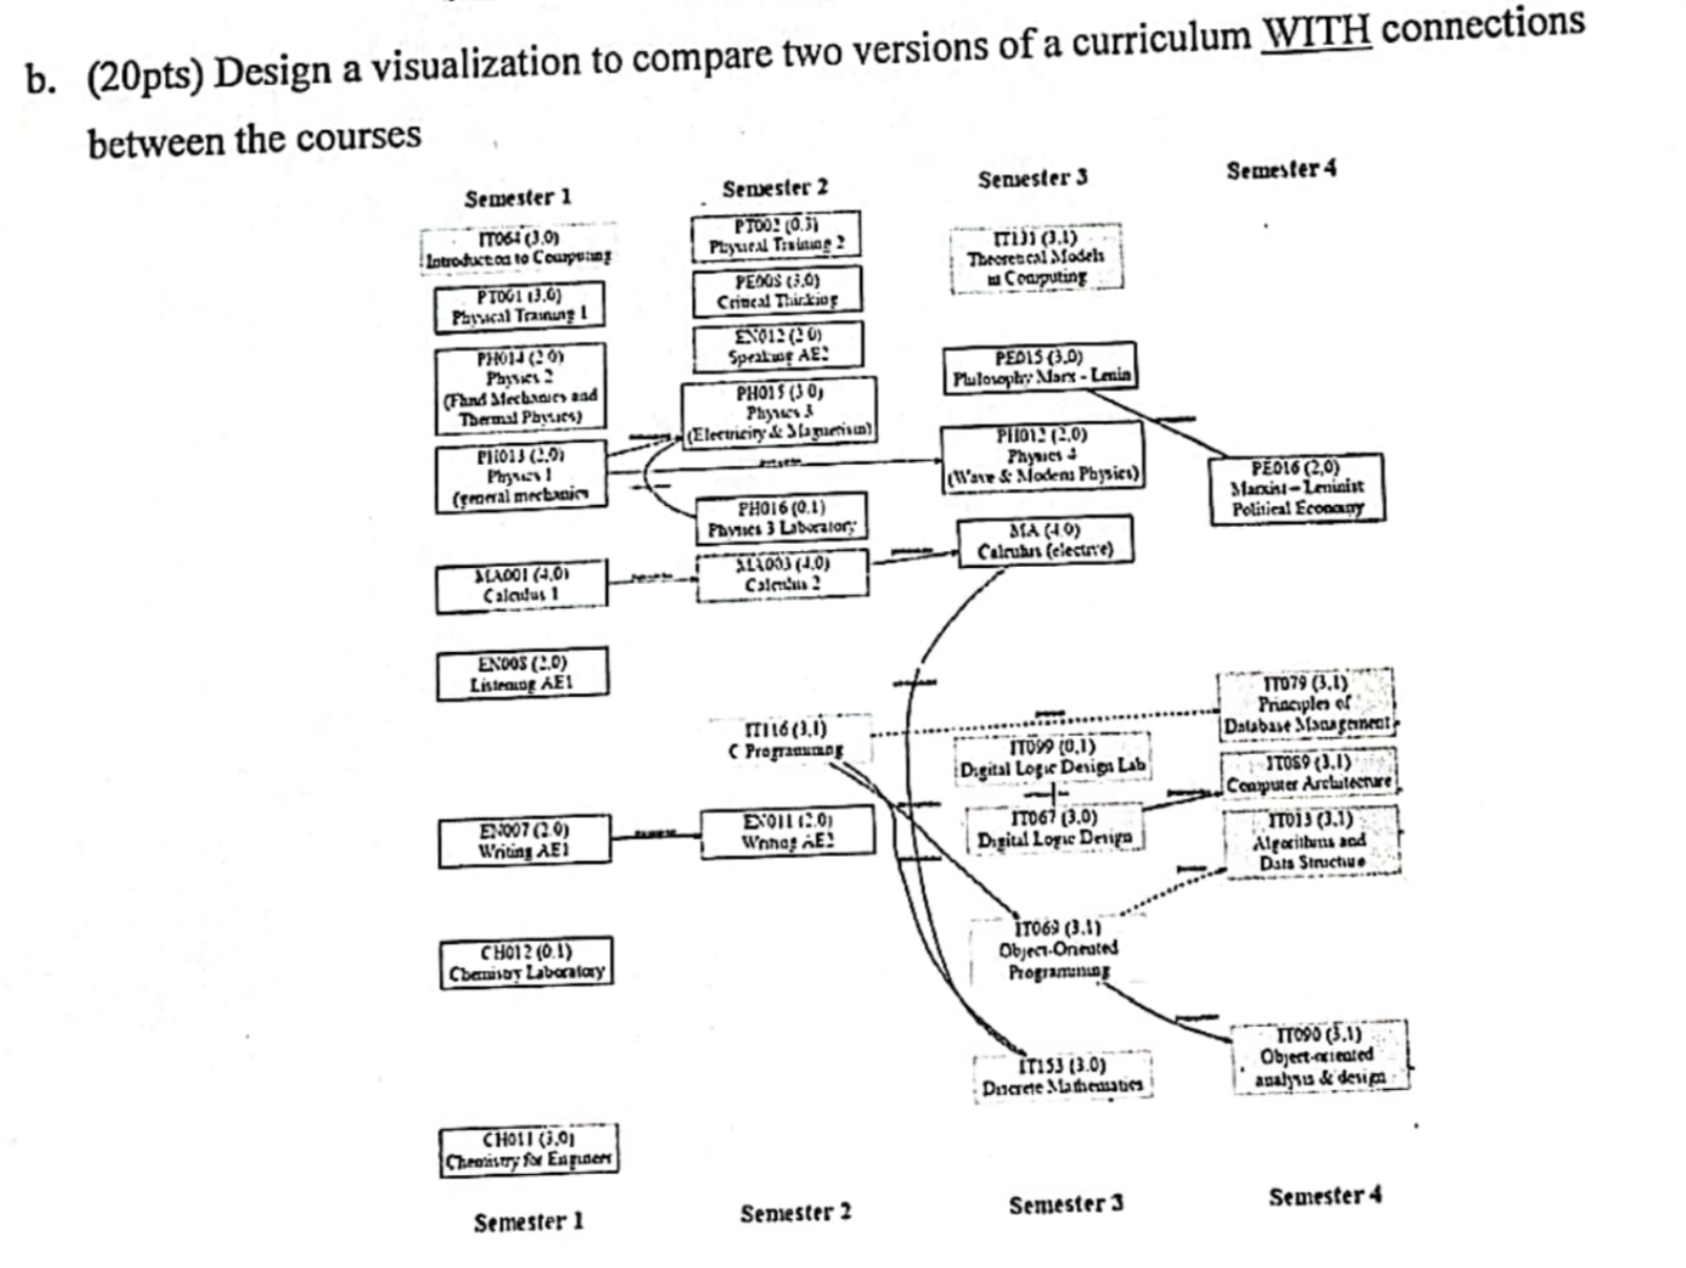 b. (20pts) Design a visualization to compare two versions of a curriculum WITH connections
between the courses
Semester 1
Semester 2
Semester 3
Semester 4
IT064 (3,0)
Introduction to Computing
PT001 (3,0)
Physical Training 1
PH014 (2,0)
Physics 2
(Fluid Mechanics and
Thermal Physics)
PH013 (2,0)
Physics 1
(general mechanics
MA001 (4,0)
Calculus 1
EN008 (2,0)
Listening AE1
EN007 (2,0)
Writing AE1
CH012 (0,1)
Chemistry Laboratory
CH011 (3,0)
Chemistry for Engineers
PT002 (0,3)
Physical Training 2
PE008 (3,0)
Critical Thinking
EN012 (2,0)
Speaking AE2
PH015 (3,0)
Physics 3
(Electricity & Magnetism)
PH016 (0,1)
Physics 3 Laboratory
MA003 (4,0)
Calculus 2
IT116 (3,1)
C Programming
EN011 (2,0)
Writing AE2
IT131 (3,1)
Theoretical Models
in Computing
PE015 (3,0)
Philosophy Marx - Lenin
PH012 (2,0)
Physics 4
(Wave & Modern Physics)
MA (4,0)
Calculus (elective)
IT099 (0,1)
Digital Logic Design Lab
IT067 (3,0)
Digital Logic Design
IT069 (3,1)
Object-Oriented
Programming
IT153 (3,0)
Discrete Mathematics
PE016 (2,0)
Marxist – Leninist
Political Economy
IT079 (3,1)
Principles of
Database Management
IT089 (3,1)
Computer Architecture
IT013 (3,1)
Algorithms and
Data Structure
IT090 (3,1)
Object-oriented
analysis & design
Semester 1
Semester 2
Semester 3
Semester 4